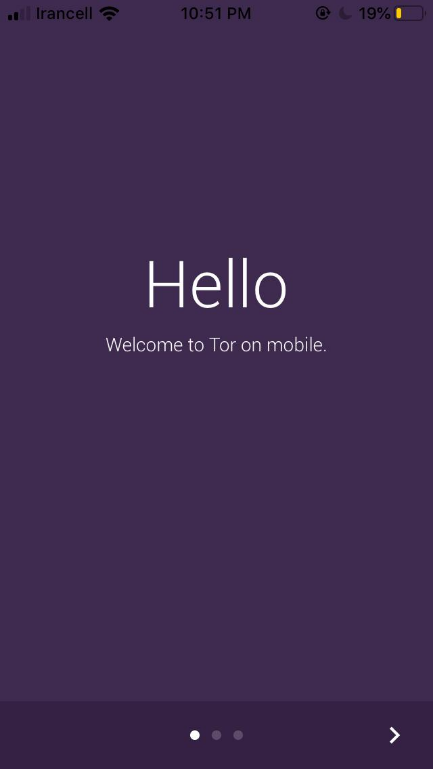 Irancell 10:51 PM 19%
Hello
Welcome to Tor on mobile.